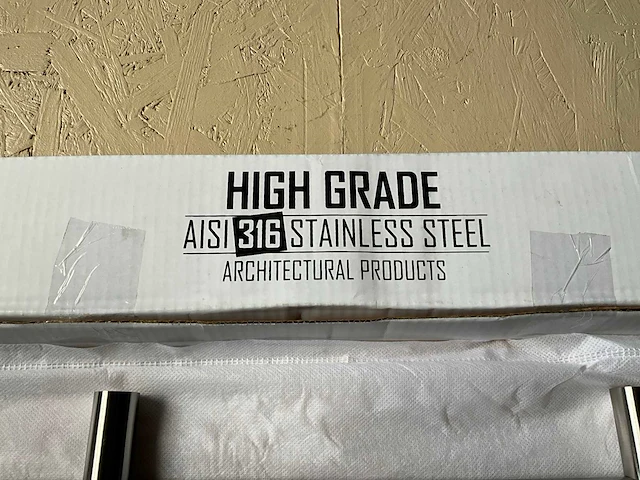 HIGH GRADE
AISI 316 STAINLESS STEEL
ARCHITECTURAL PRODUCTS